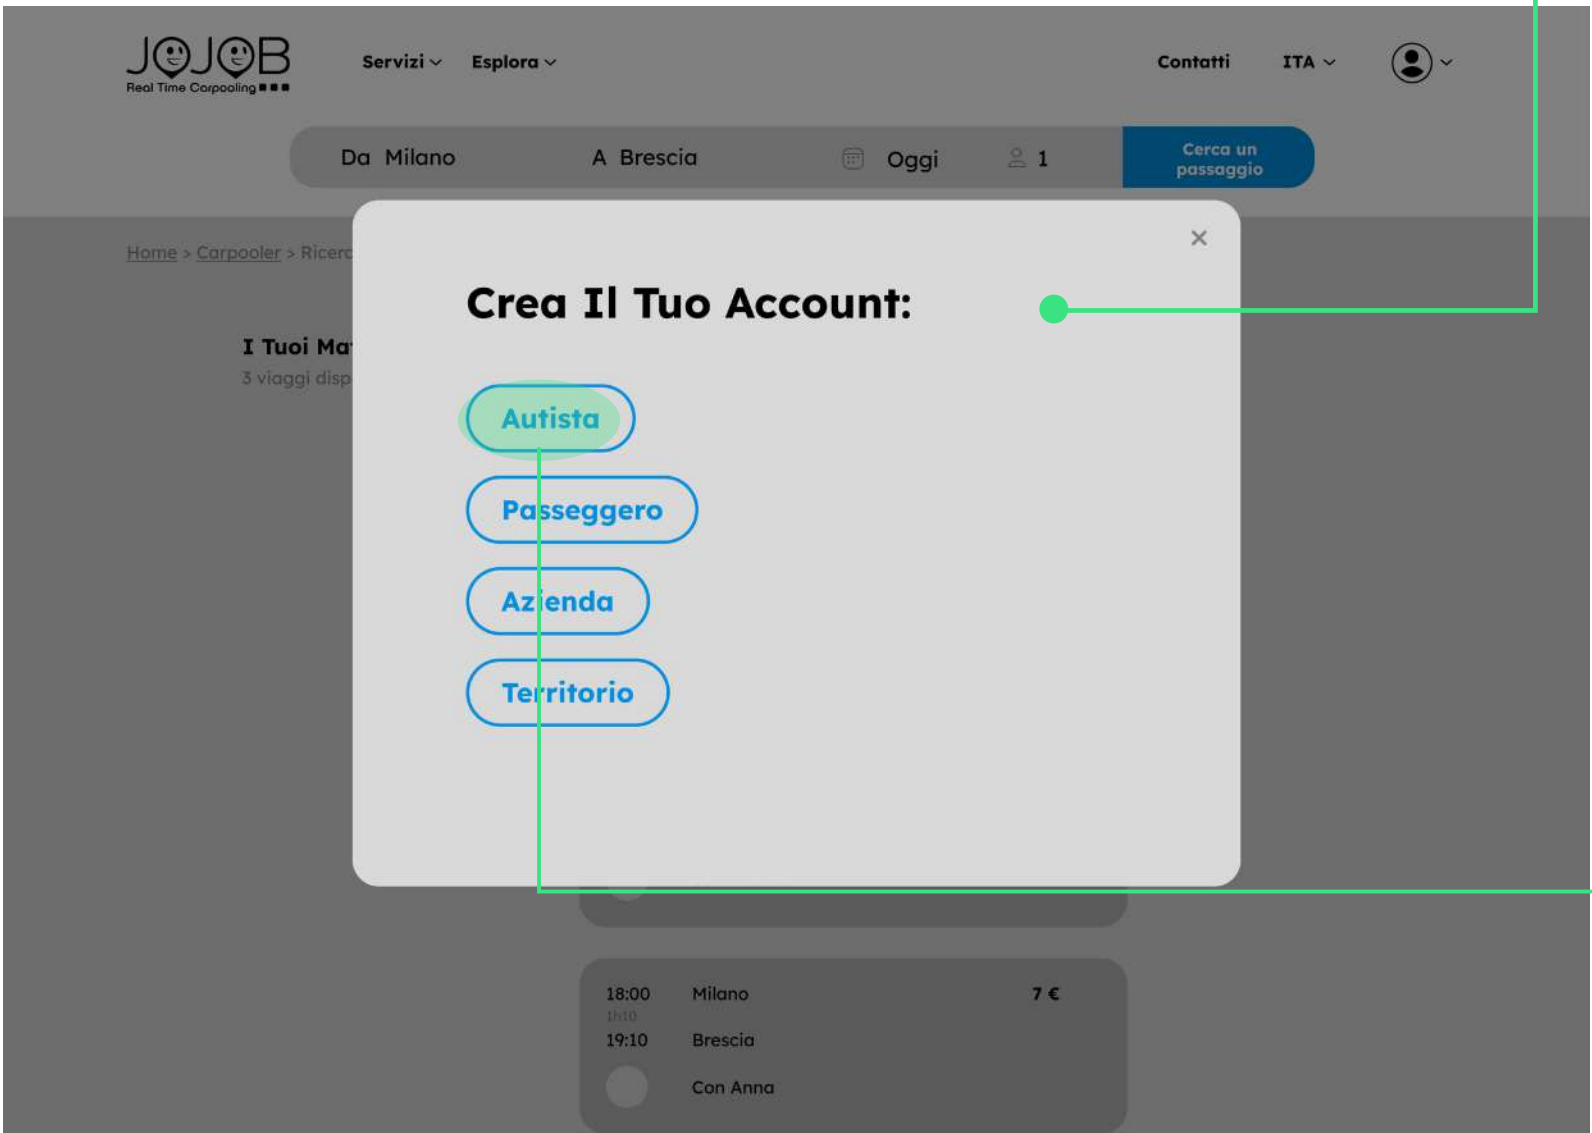 JOJOB
Real Time Carpooling
Servizi
Esplora
Contatti
ITA
Da Milano
A Brescia
Oggi
1
Cerca un
passaggio
Home > Carpooler > Ricerc
I Tuoi Ma
3 viaggi disp
×
Crea Il Tuo Account:
Autista
Passeggero
Azienda
Territorio
18:00 Milano 7 €
1h10
19:10 Brescia
Con Anna